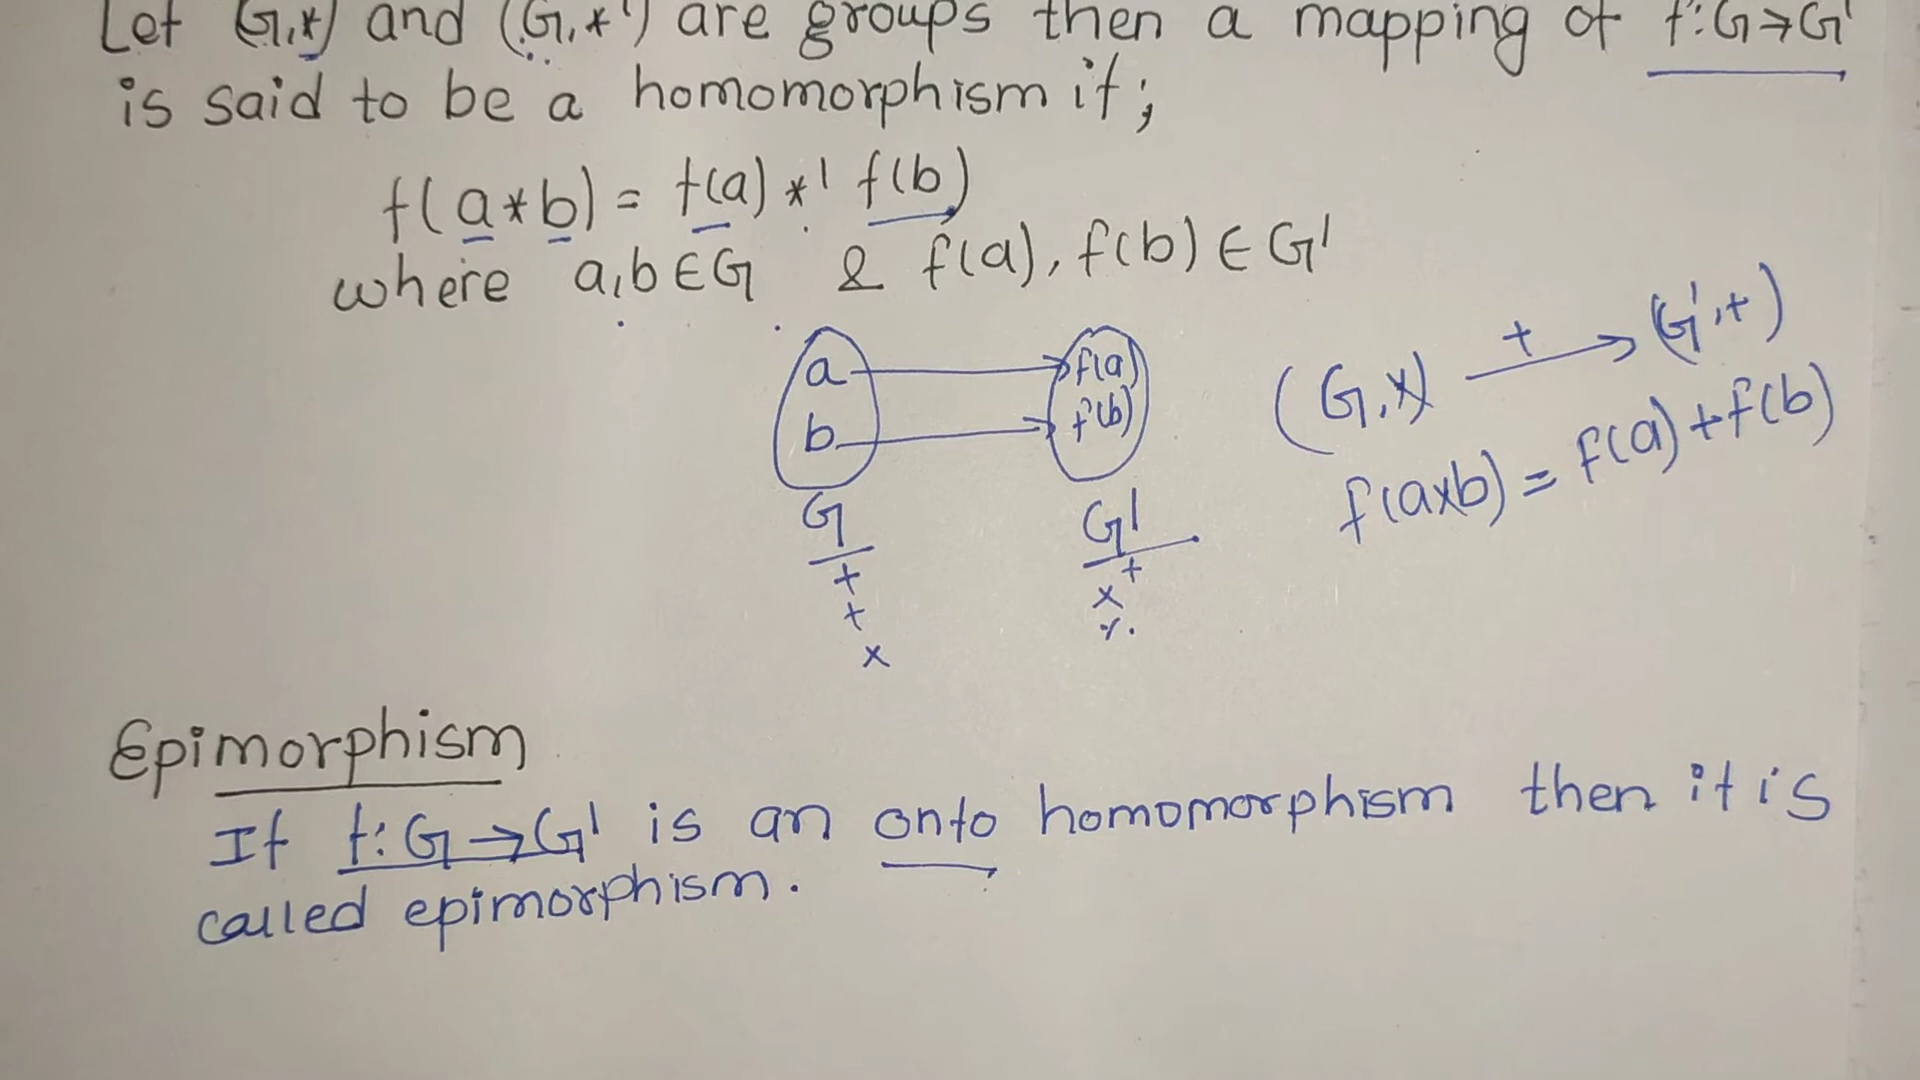 Let (G,*) and (G,*') are groups then a mapping of f:G→G'
is said to be a homomorphism if;
f(a*b) = f(a) *' f(b)
where a,b∈G & f(a), f(b) ∈ G'
a f(a)
b f(b)
G G'
+ +
+ x
x
(G,x) + → (G',+)
f(axb) = f(a)+f(b)
Epimorphism
If f:G→G' is an onto homomorphism then it is
called epimorphism.